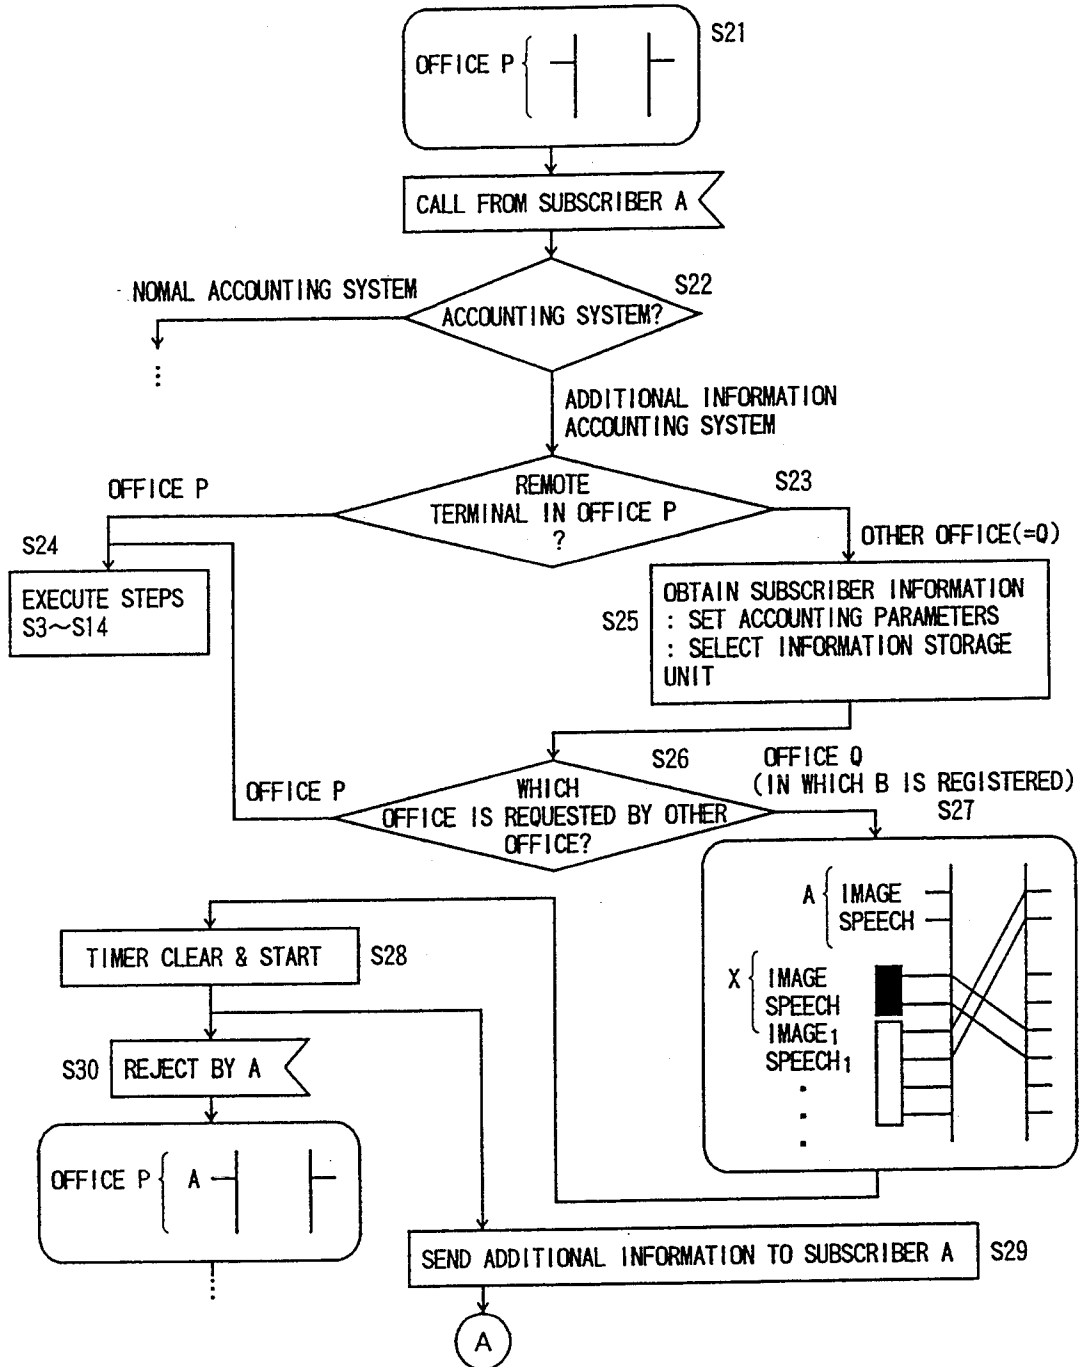 S21
OFFICE P
CALL FROM SUBSCRIBER A
S22
NOMAL ACCOUNTING SYSTEM
ACCOUNTING SYSTEM?
ADDITIONAL INFORMATION
ACCOUNTING SYSTEM
S23
OFFICE P
REMOTE
TERMINAL IN OFFICE P
?
OTHER OFFICE(=Q)
S24
EXECUTE STEPS
S3~S14
S25
OBTAIN SUBSCRIBER INFORMATION
: SET ACCOUNTING PARAMETERS
: SELECT INFORMATION STORAGE
UNIT
S26
OFFICE P
WHICH
OFFICE IS REQUESTED BY OTHER
OFFICE?
OFFICE Q
(IN WHICH B IS REGISTERED)
S27
A
IMAGE
SPEECH
X
IMAGE
SPEECH
IMAGE1
SPEECH1
TIMER CLEAR & START
S28
S30
REJECT BY A
OFFICE P
A
SEND ADDITIONAL INFORMATION TO SUBSCRIBER A
S29
A